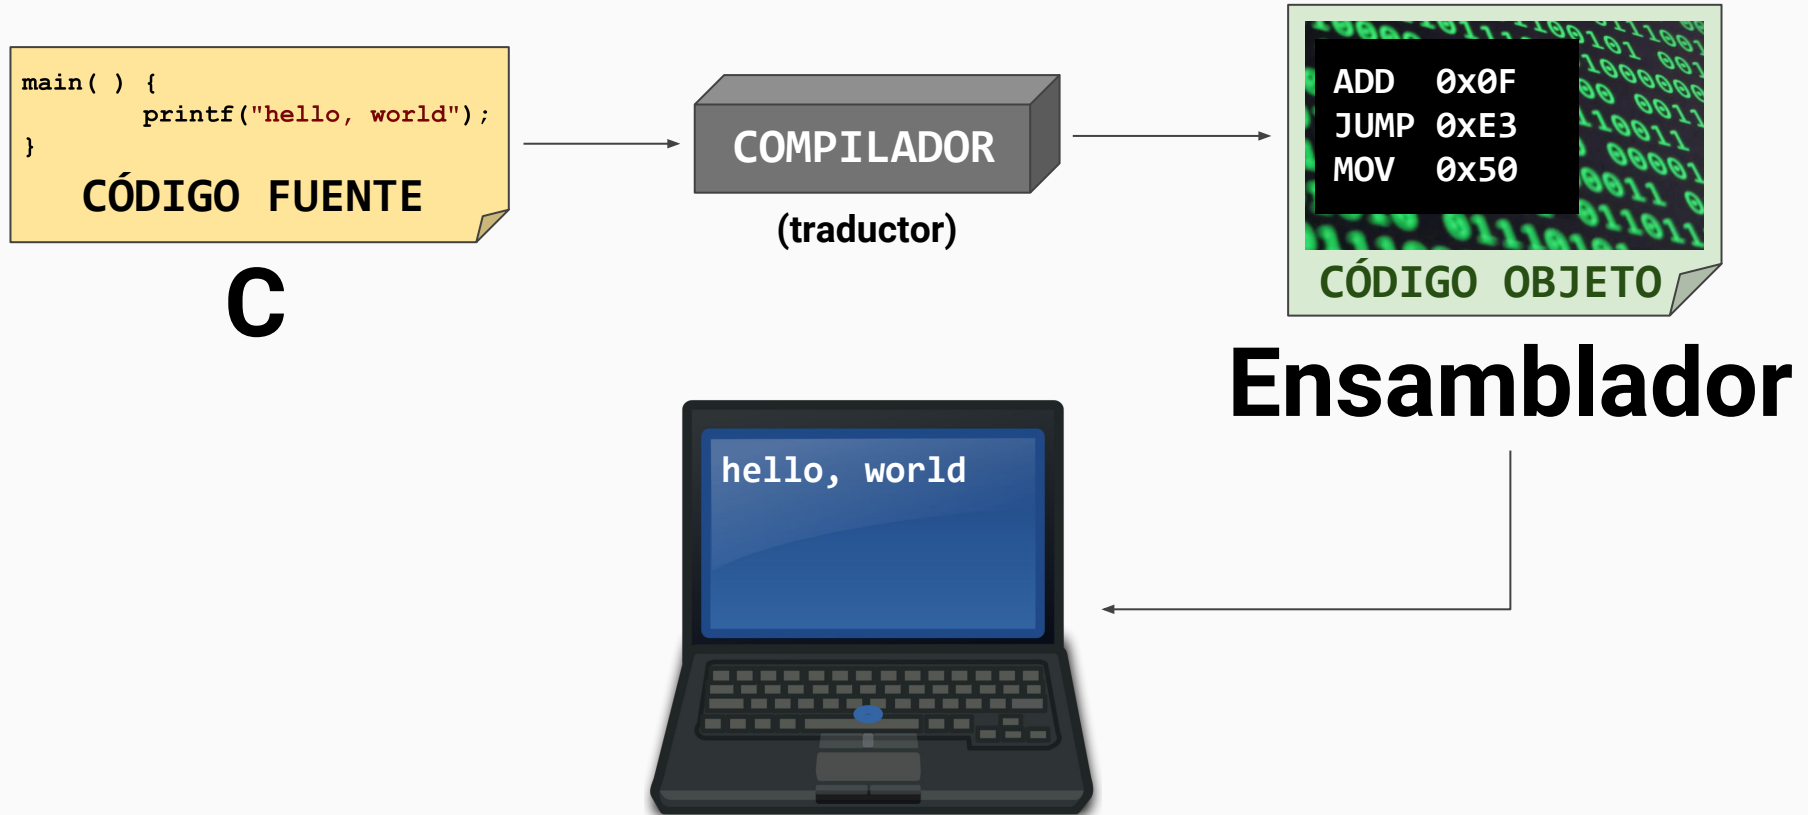 main( ) {
printf("hello, world");
}
CÓDIGO FUENTE
C
COMPILADOR
(traductor)
ADD 0x0F
JUMP 0xE3
MOV 0x50
CÓDIGO OBJETO
Ensamblador
hello, world